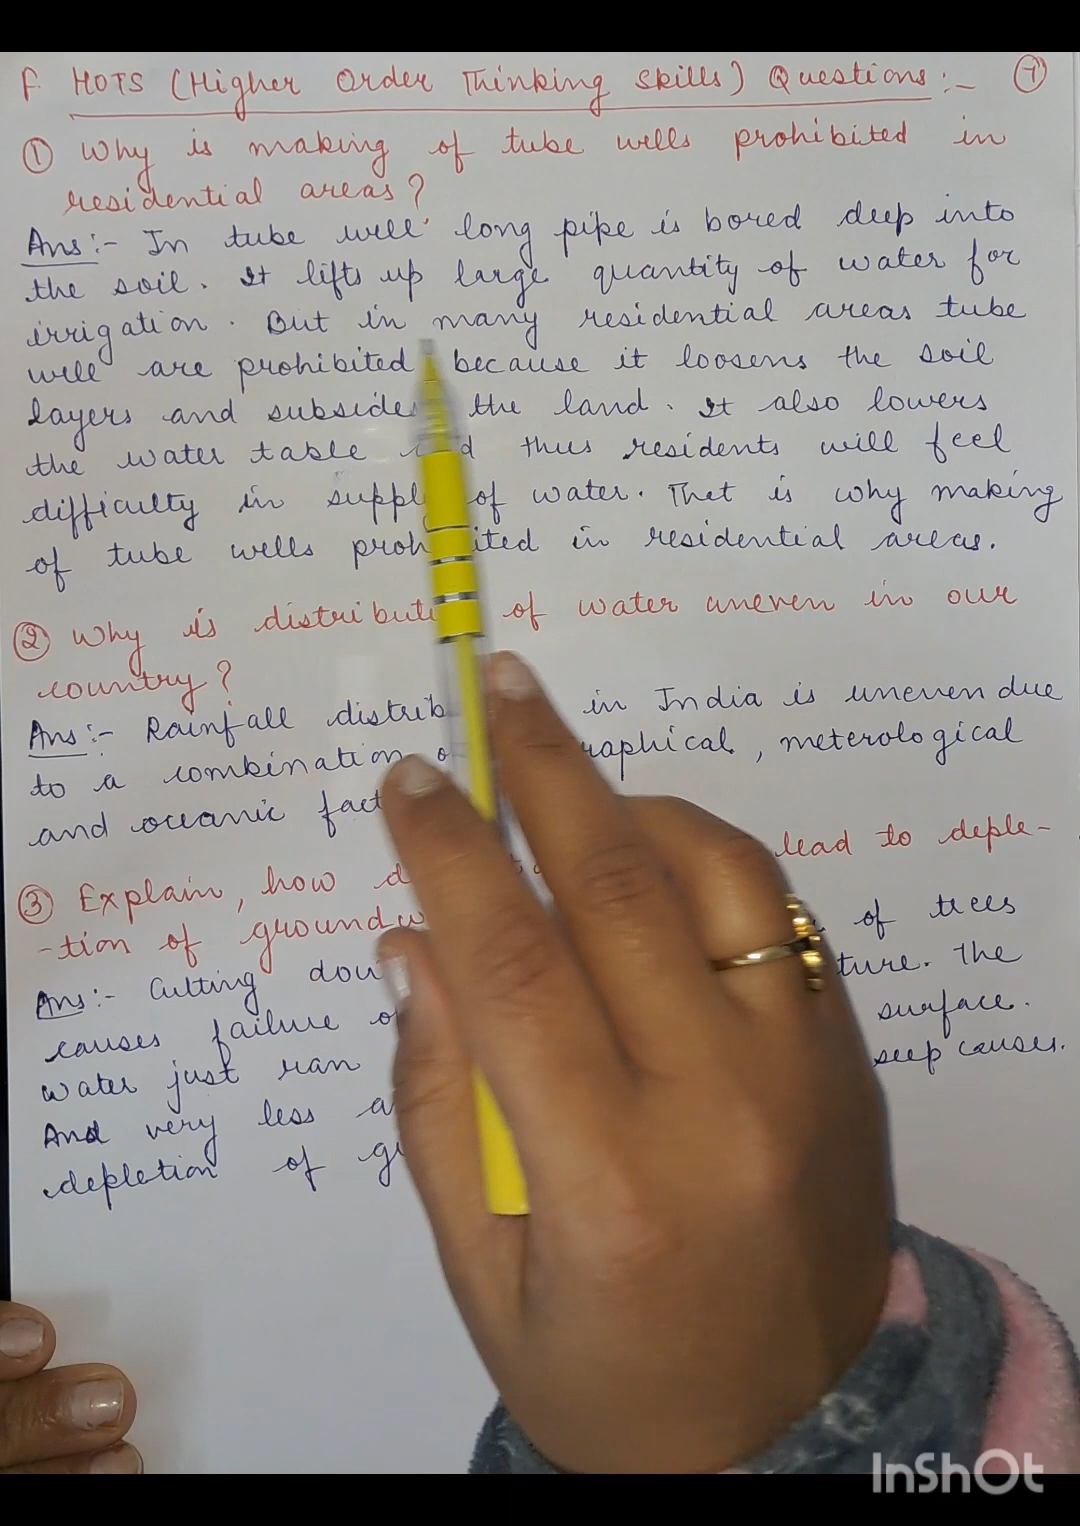 F HOTS (Higher Order Thinking Skills) Questions:- 7
① Why is making of tube wells prohibited in
residential areas?
Ans:- In tube well long pipe is bored deep into
the soil. It lifts up large quantity of water for
irrigation. But in many residential areas tube
well are prohibited because it loosens the soil
layers and subsides the land. It also lowers
the water table thus residents will feel
difficulty in supply of water. That is why making
of tube wells prohibited in residential areas.
② Why is distribut of water uneven in our
country?
Ans:- Rainfall distrib in India is uneven due
to a combination raphical, meterological
and oceanic fact
③ Explain, how lead to deple-
-tion of groundw
Ans:- Cutting dow of trees
causes failure ture. The
water just ran surface.
And very less seep causes.
depletion of
InShOt